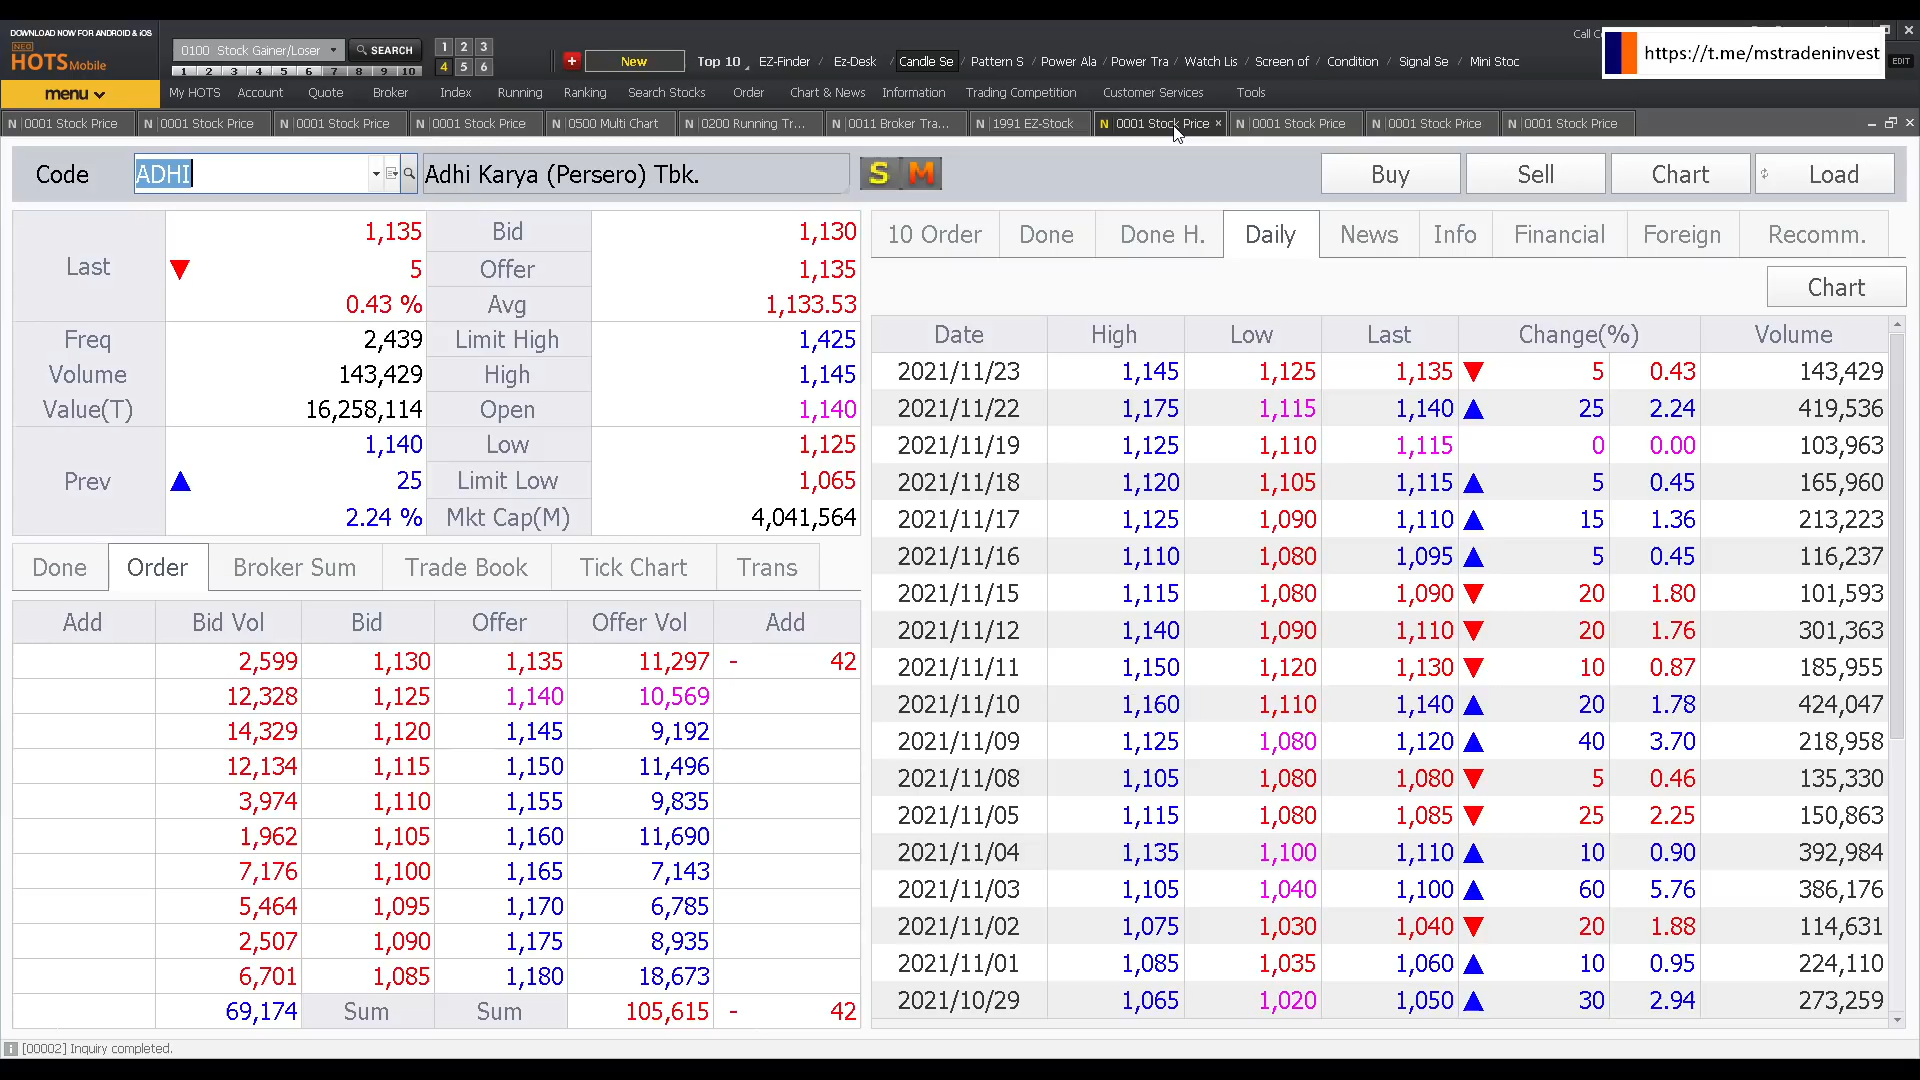 DOWNLOAD NOW FOR ANDROID & iOS
NEO
HOTS Mobile
menu
0100 Stock Gainer/Loser SEARCH
1 2 3 4 5 6 7 8 9 10
1 2 3
4 5 6
New Top 10 EZ-Finder / Ez-Desk / Candle Se / Pattern S / Power Ala / Power Tra / Watch Lis / Screen of / Condition / Signal Se / Mini Stoc
https://t.me/mstradeninvest
EDIT
My HOTS Account Quote Broker Index Running Ranking Search Stocks Order Chart & News Information Trading Competition Customer Services Tools
N 0001 Stock Price N 0001 Stock Price N 0001 Stock Price N 0001 Stock Price N 0500 Multi Chart N 0200 Running Tr... N 0011 Broker Tra... N 1991 EZ-Stock N 0001 Stock Price × N 0001 Stock Price N 0001 Stock Price N 0001 Stock Price
Code ADHI Adhi Karya (Persero) Tbk. S M Buy Sell Chart Load
Last 1,135 Bid 1,130
▼ 5 Offer 1,135
0.43 % Avg 1,133.53
Freq 2,439 Limit High 1,425
Volume 143,429 High 1,145
Value(T) 16,258,114 Open 1,140
Prev 1,140 Low 1,125
▲ 25 Limit Low 1,065
2.24 % Mkt Cap(M) 4,041,564
Done Order Broker Sum Trade Book Tick Chart Trans
Add Bid Vol Bid Offer Offer Vol Add
2,599 1,130 1,135 11,297 - 42
12,328 1,125 1,140 10,569
14,329 1,120 1,145 9,192
12,134 1,115 1,150 11,496
3,974 1,110 1,155 9,835
1,962 1,105 1,160 11,690
7,176 1,100 1,165 7,143
5,464 1,095 1,170 6,785
2,507 1,090 1,175 8,935
6,701 1,085 1,180 18,673
69,174 Sum Sum 105,615 - 42
10 Order Done Done H. Daily News Info Financial Foreign Recomm.
Chart
Date High Low Last Change(%) Volume
2021/11/23 1,145 1,125 1,135 ▼ 5 0.43 143,429
2021/11/22 1,175 1,115 1,140 ▲ 25 2.24 419,536
2021/11/19 1,125 1,110 1,115 0 0.00 103,963
2021/11/18 1,120 1,105 1,115 ▲ 5 0.45 165,960
2021/11/17 1,125 1,090 1,110 ▲ 15 1.36 213,223
2021/11/16 1,110 1,080 1,095 ▲ 5 0.45 116,237
2021/11/15 1,115 1,080 1,090 ▼ 20 1.80 101,593
2021/11/12 1,140 1,090 1,110 ▼ 20 1.76 301,363
2021/11/11 1,150 1,120 1,130 ▼ 10 0.87 185,955
2021/11/10 1,160 1,110 1,140 ▲ 20 1.78 424,047
2021/11/09 1,125 1,080 1,120 ▲ 40 3.70 218,958
2021/11/08 1,105 1,080 1,080 ▼ 5 0.46 135,330
2021/11/05 1,115 1,080 1,085 ▼ 25 2.25 150,863
2021/11/04 1,135 1,100 1,110 ▲ 10 0.90 392,984
2021/11/03 1,105 1,040 1,100 ▲ 60 5.76 386,176
2021/11/02 1,075 1,030 1,040 ▼ 20 1.88 114,631
2021/11/01 1,085 1,035 1,060 ▲ 10 0.95 224,110
2021/10/29 1,065 1,020 1,050 ▲ 30 2.94 273,259
[00002] Inquiry completed.